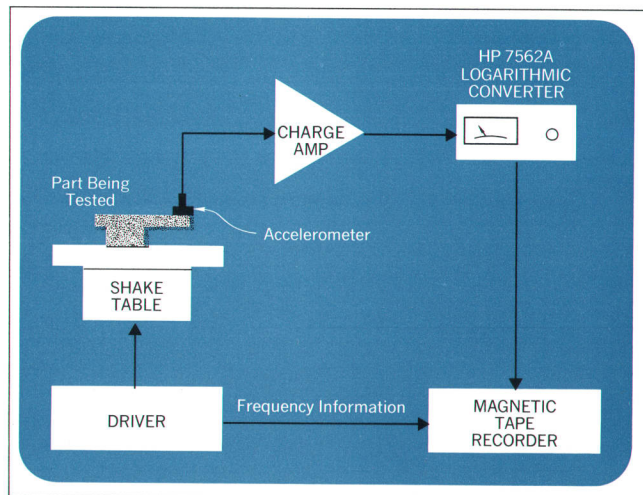 HP 7562A
LOGARITHMIC
CONVERTER
CHARGE
AMP
Part Being
Tested
Accelerometer
SHAKE
TABLE
DRIVER
Frequency Information
MAGNETIC
TAPE
RECORDER